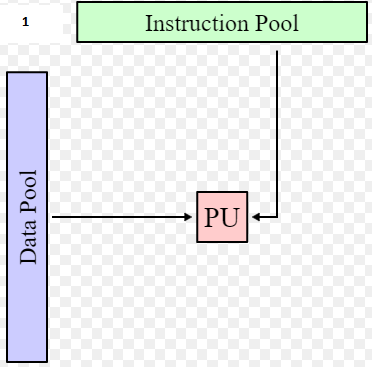 1
Instruction Pool
Data Pool
PU